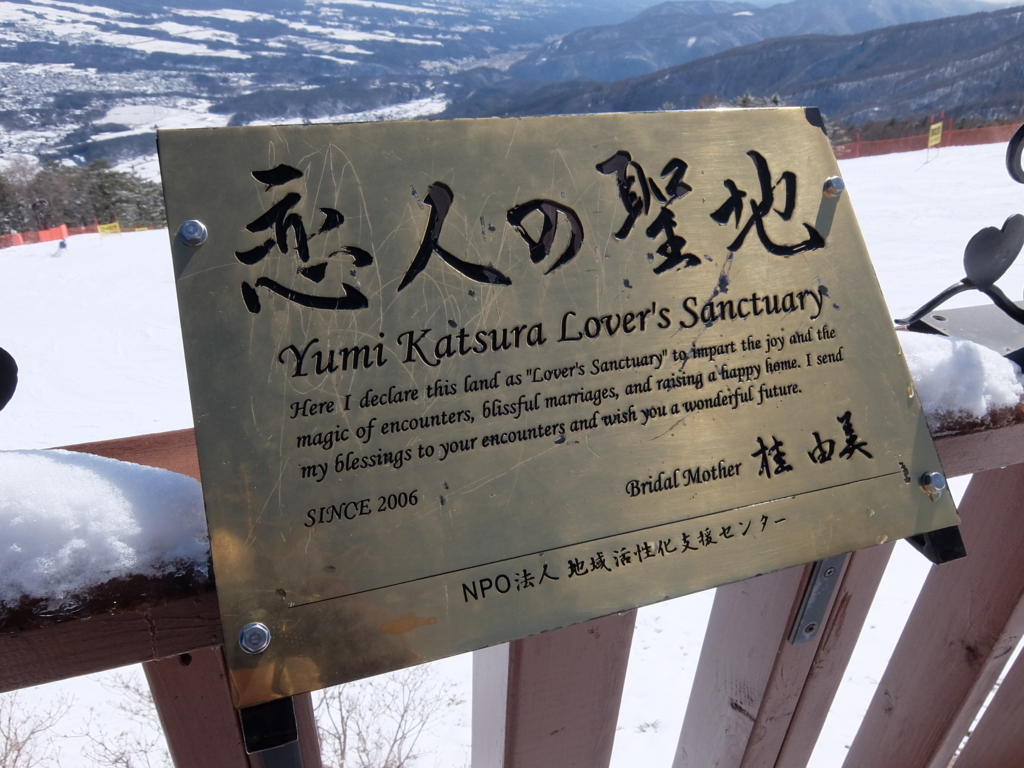 恋人の聖地
Yumi Katsura Lover's Sanctuary
Here I declare this land as "Lover's Sanctuary" to impart the joy and the
magic of encounters, blissful marriages, and raising a happy home. I send
my blessings to your encounters and wish you a wonderful future.
SINCE 2006
Bridal Mother 桂 由美
NPO法人 地域活性化支援センター